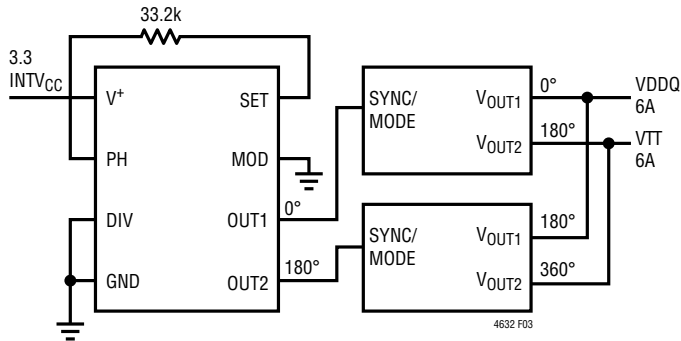 33.2k
3.3
INTVCC
V+
SET
PH
MOD
DIV
OUT1
0°
GND
OUT2
180°
SYNC/
MODE
VOUT1
0°
VOUT2
180°
VDDQ
6A
VTT
6A
SYNC/
MODE
VOUT1
180°
VOUT2
360°
4632 F03